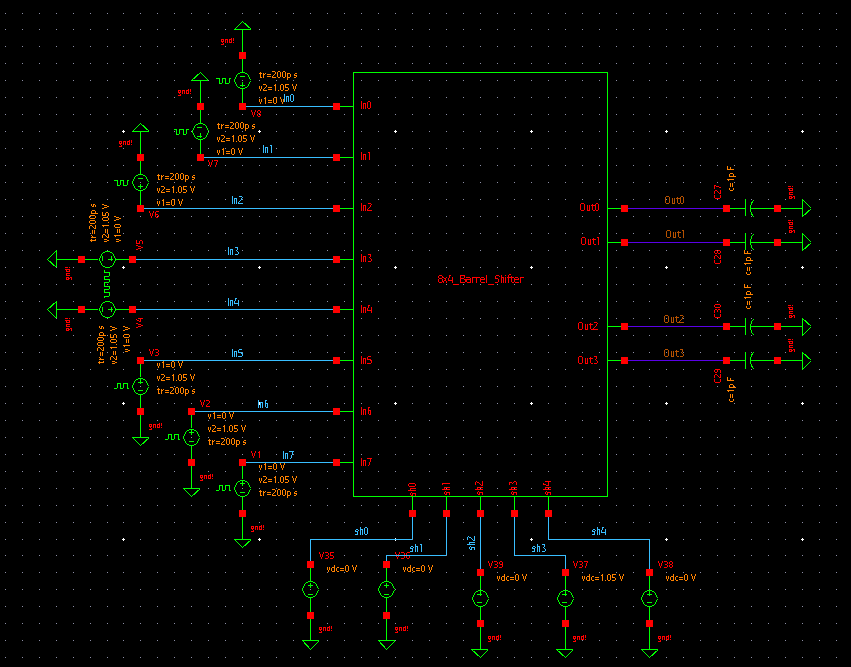 gnd!
tr=200p s
v2=1.05 V
v1=0 V
In0
V8
In0
gnd!
tr=200p s
v2=1.05 V
v1=0 V
In1
V7
In1
gnd!
tr=200p s
v2=1.05 V
v1=0 V
In2
V6
In2
tr=200p s
v2=1.05 V
v1=0 V
V5
gnd!
In3
In3
gnd!
V4
In4
In4
tr=200p s
v2=1.05 V
v1=0 V
V3
In5
In5
v1=0 V
v2=1.05 V
tr=200p s
gnd!
V2
In6
In6
v1=0 V
v2=1.05 V
tr=200p s
gnd!
V1
In7
In7
v1=0 V
v2=1.05 V
tr=200p s
gnd!
8x4_Barrel_Shifter
Out0
Out0
C27
c=1p F
gnd!
Out1
Out1
C28
c=1p F
gnd!
Out2
Out2
C30
c=1p F
gnd!
Out3
Out3
C29
c=1p F
gnd!
sh0
sh1
sh2
sh3
sh4
sh0
sh1
sh2
sh3
sh4
V35
vdc=0 V
gnd!
V36
vdc=0 V
gnd!
V39
vdc=0 V
gnd!
V37
vdc=1.05 V
gnd!
V38
vdc=0 V
gnd!